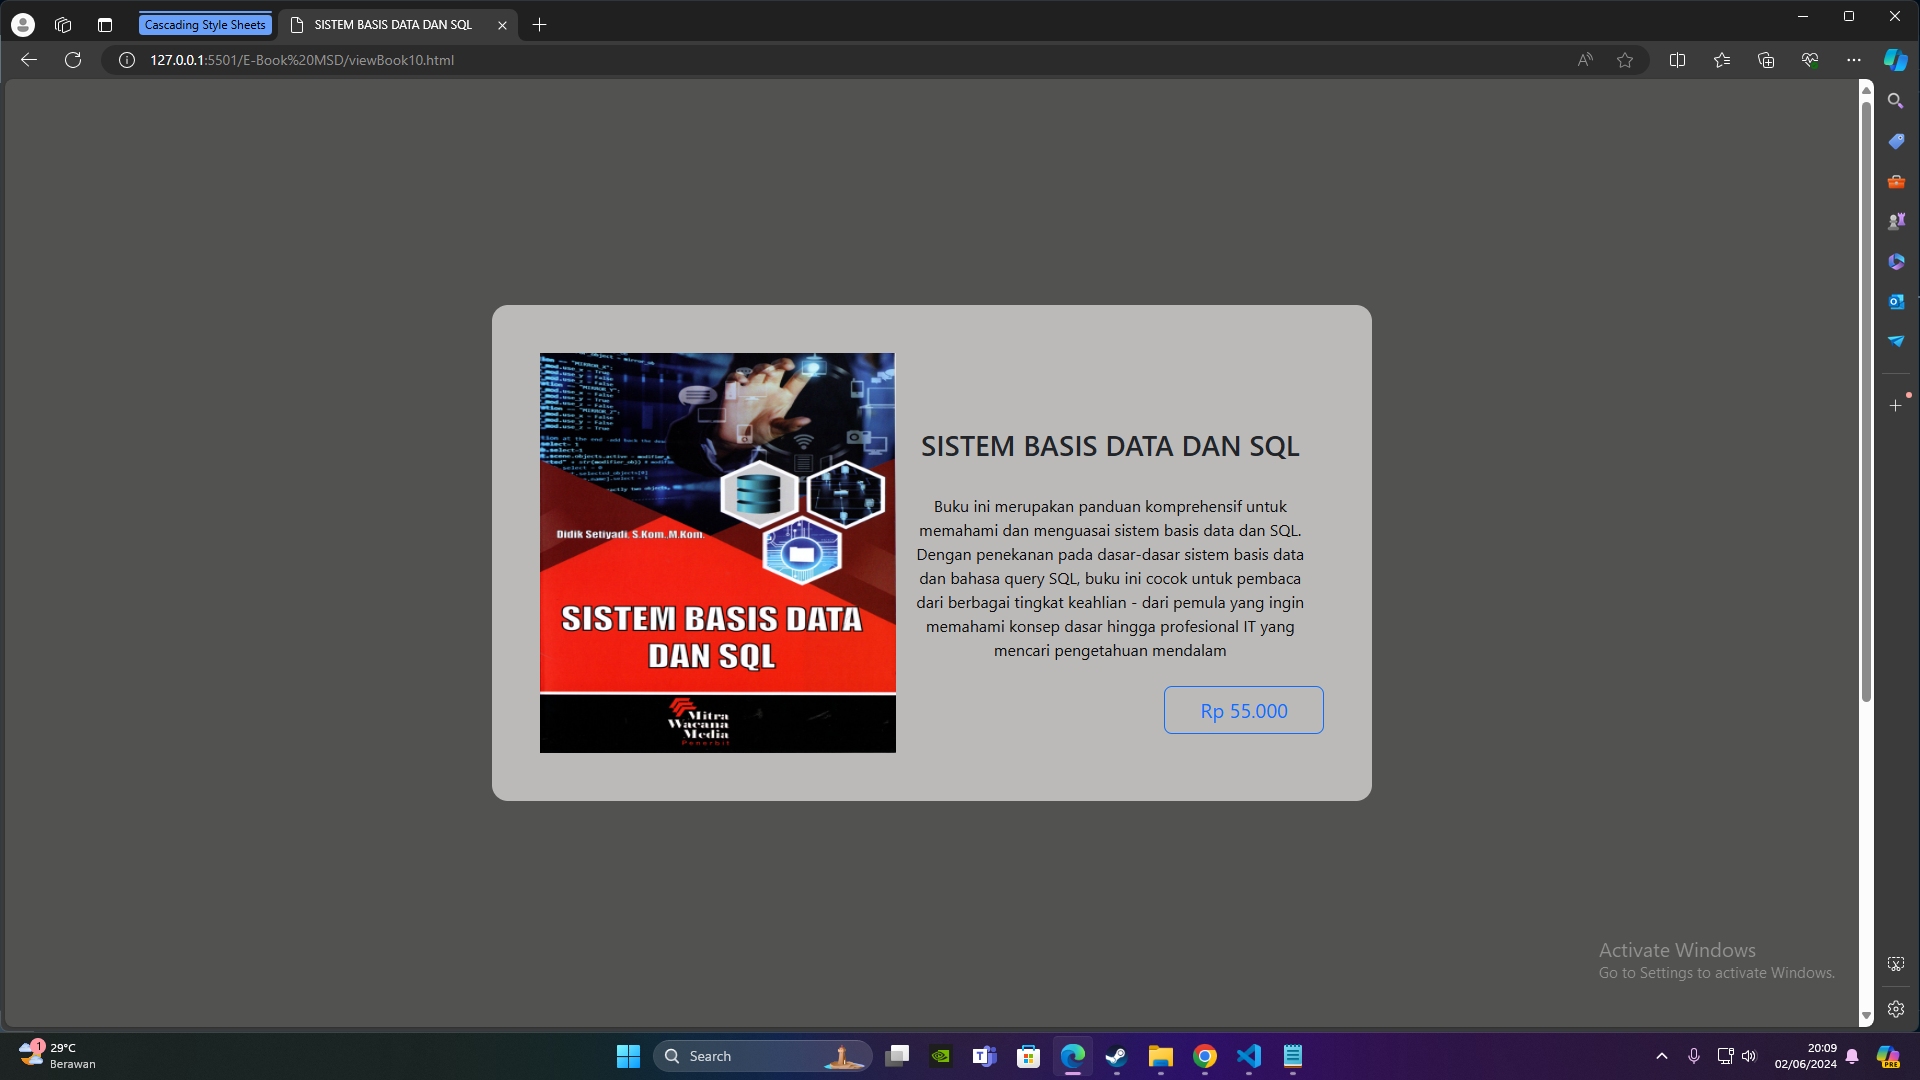 Cascading Style Sheets
SISTEM BASIS DATA DAN SQL
127.0.0.1:5501/E-Book%20MSD/viewBook10.html
Didik Setiyadi. S.Kom.,M.Kom.
SISTEM BASIS DATA
DAN SQL
Mitra
Wacana
Media
Penerbit
SISTEM BASIS DATA DAN SQL
Buku ini merupakan panduan komprehensif untuk
memahami dan menguasai sistem basis data dan SQL.
Dengan penekanan pada dasar-dasar sistem basis data
dan bahasa query SQL, buku ini cocok untuk pembaca
dari berbagai tingkat keahlian - dari pemula yang ingin
memahami konsep dasar hingga profesional IT yang
mencari pengetahuan mendalam
Rp 55.000
Activate Windows
Go to Settings to activate Windows.
1
29°C
Berawan
Search
20:09
02/06/2024
PRE